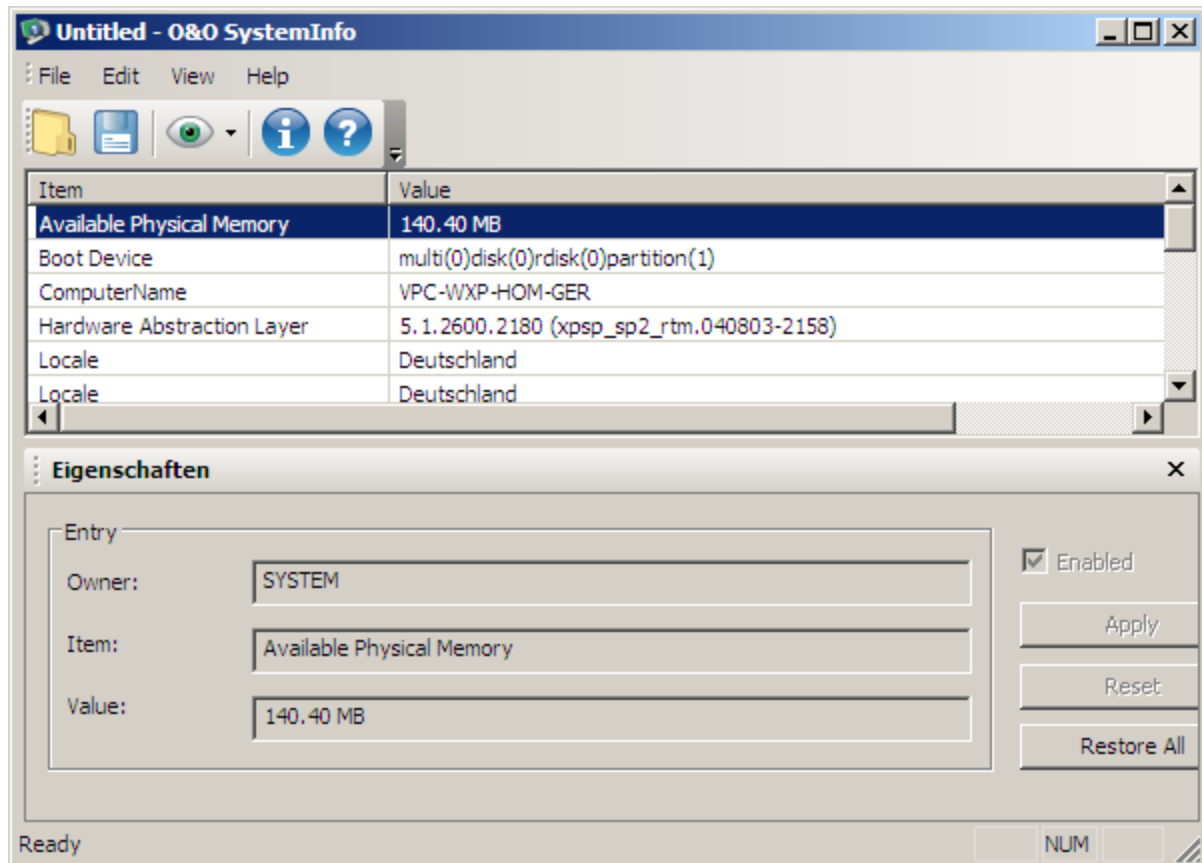 Untitled - O&O SystemInfo
File Edit View Help
Item Value
Available Physical Memory 140.40 MB
Boot Device multi(0)disk(0)rdisk(0)partition(1)
ComputerName VPC-WXP-HOM-GER
Hardware Abstraction Layer 5.1.2600.2180 (xpsp_sp2_rtm.040803-2158)
Locale Deutschland
Locale Deutschland
Eigenschaften
Entry
Owner: SYSTEM
Enabled
Item: Available Physical Memory
Apply
Value: 140.40 MB
Reset
Restore All
Ready NUM